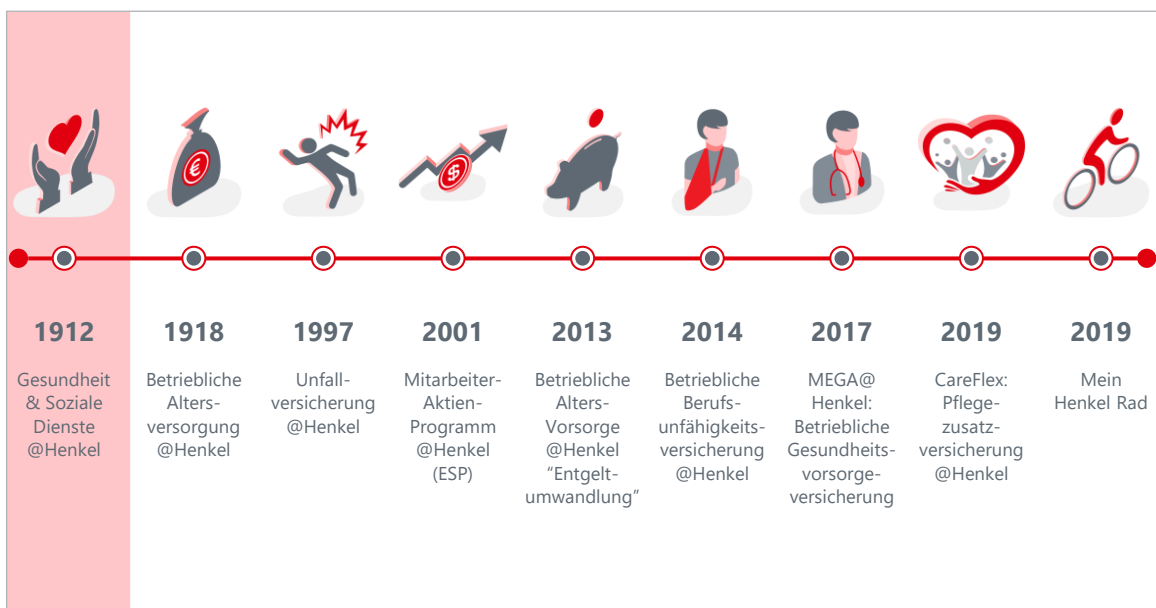 1912
Gesundheit
& Soziale
Dienste
@Henkel
1918
Betriebliche
Alters-
versorgung
@Henkel
1997
Unfall-
versicherung
@Henkel
2001
Mitarbeiter-
Aktien-
Programm
@Henkel
(ESP)
2013
Betriebliche
Alters-
Vorsorge
@Henkel
“Entgelt-
umwandlung”
2014
Betriebliche
Berufs-
unfähigkeits-
versicherung
@Henkel
2017
MEGA@
Henkel:
Betriebliche
Gesundheits-
vorsorge-
versicherung
2019
CareFlex:
Pflege-
zusatz-
versicherung
@Henkel
2019
Mein
Henkel Rad
€
$